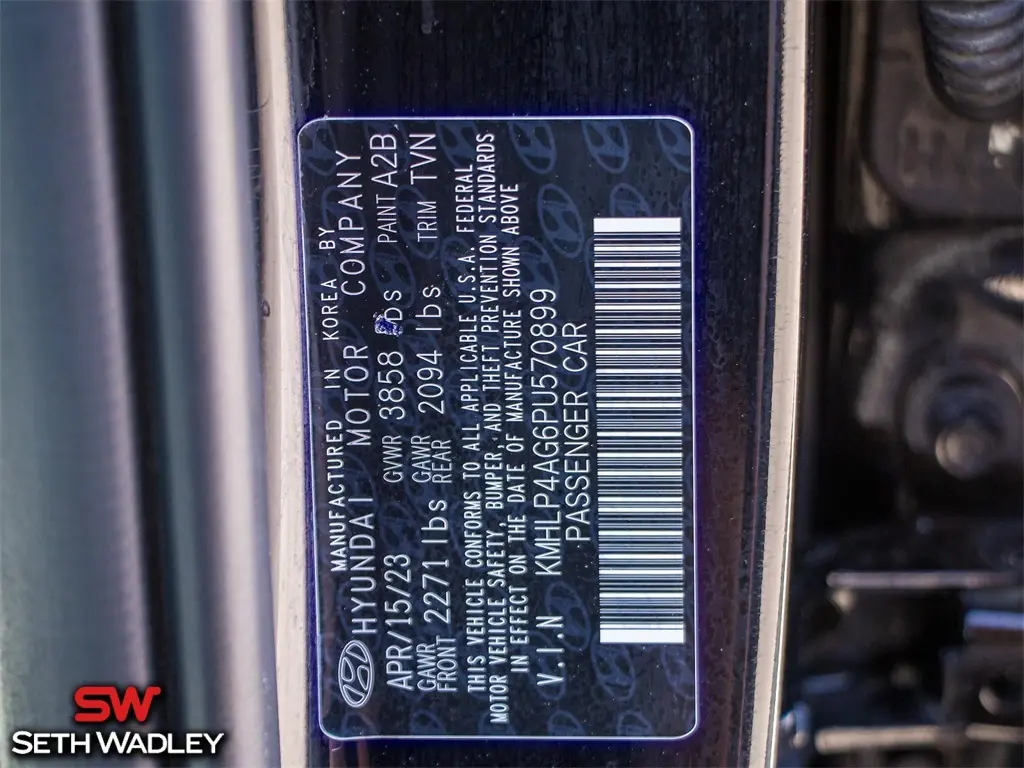 MANUFACTURED IN KOREA BY
HYUNDAI MOTOR COMPANY
APR/15/23 GVWR 3858 PAINT A2B
GAWR FRONT 2271 lbs GAWR REAR 2094 lbs TRIM TVN
THIS VEHICLE CONFORMS TO ALL APPLICABLE U.S.A. FEDERAL
MOTOR VEHICLE SAFETY, BUMPER, AND THEFT PREVENTION STANDARDS
IN EFFECT ON THE DATE OF MANUFACTURE SHOWN ABOVE
V.I.N KMHLP4AG6PU570899
PASSENGER CAR
SW
SETH WADLEY